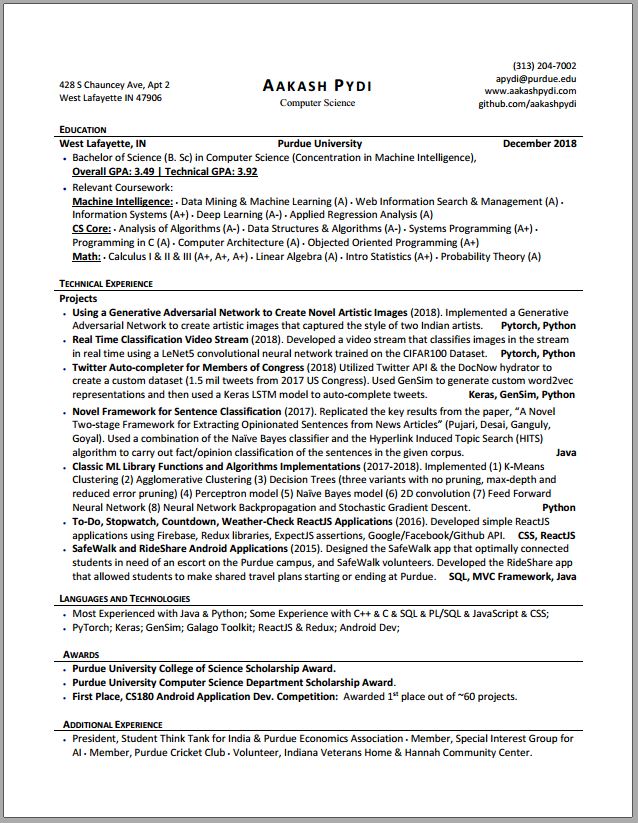 (313) 204-7002
428 S Chauncey Ave, Apt 2
West Lafayette IN 47906
AAKASH PYDI
Computer Science
apydi@purdue.edu
www.aakashpydi.com
github.com/aakashpydi
EDUCATION
West Lafayette, IN Purdue University December 2018
• Bachelor of Science (B. Sc) in Computer Science (Concentration in Machine Intelligence),
Overall GPA: 3.49 | Technical GPA: 3.92
• Relevant Coursework:
Machine Intelligence: • Data Mining & Machine Learning (A) • Web Information Search & Management (A) •
Information Systems (A+) • Deep Learning (A-) • Applied Regression Analysis (A)
CS Core: • Analysis of Algorithms (A-) • Data Structures & Algorithms (A-) • Systems Programming (A+) •
Programming in C (A) • Computer Architecture (A) • Objected Oriented Programming (A+)
Math: • Calculus I & II & III (A+, A+, A+) • Linear Algebra (A) • Intro Statistics (A+) • Probability Theory (A)
TECHNICAL EXPERIENCE
Projects
• Using a Generative Adversarial Network to Create Novel Artistic Images (2018). Implemented a Generative
Adversarial Network to create artistic images that captured the style of two Indian artists. Pytorch, Python
• Real Time Classification Video Stream (2018). Developed a video stream that classifies images in the stream
in real time using a LeNet5 convolutional neural network trained on the CIFAR100 Dataset. Pytorch, Python
• Twitter Auto-completer for Members of Congress (2018) Utilized Twitter API & the DocNow hydrator to
create a custom dataset (1.5 mil tweets from 2017 US Congress). Used GenSim to generate custom word2vec
representations and then used a Keras LSTM model to auto-complete tweets. Keras, GenSim, Python
• Novel Framework for Sentence Classification (2017). Replicated the key results from the paper, “A Novel
Two-stage Framework for Extracting Opinionated Sentences from News Articles” (Pujari, Desai, Ganguly,
Goyal). Used a combination of the Naïve Bayes classifier and the Hyperlink Induced Topic Search (HITS)
algorithm to carry out fact/opinion classification of the sentences in the given corpus. Java
• Classic ML Library Functions and Algorithms Implementations (2017-2018). Implemented (1) K-Means
Clustering (2) Agglomerative Clustering (3) Decision Trees (three variants with no pruning, max-depth and
reduced error pruning) (4) Perceptron model (5) Naïve Bayes model (6) 2D convolution (7) Feed Forward
Neural Network (8) Neural Network Backpropagation and Stochastic Gradient Descent. Python
• To-Do, Stopwatch, Countdown, Weather-Check ReactJS Applications (2016). Developed simple ReactJS
applications using Firebase, Redux libraries, ExpectJS assertions, Google/Facebook/Github API. CSS, ReactJS
• SafeWalk and RideShare Android Applications (2015). Designed the SafeWalk app that optimally connected
students in need of an escort on the Purdue campus, and SafeWalk volunteers. Developed the RideShare app
that allowed students to make shared travel plans starting or ending at Purdue. SQL, MVC Framework, Java
LANGUAGES AND TECHNOLOGIES
• Most Experienced with Java & Python; Some Experience with C++ & C & SQL & PL/SQL & JavaScript & CSS;
• PyTorch; Keras; GenSim; Galago Toolkit; ReactJS & Redux; Android Dev;
AWARDS
• Purdue University College of Science Scholarship Award.
• Purdue University Computer Science Department Scholarship Award.
• First Place, CS180 Android Application Dev. Competition: Awarded 1st place out of ~60 projects.
ADDITIONAL EXPERIENCE
• President, Student Think Tank for India & Purdue Economics Association • Member, Special Interest Group for
AI • Member, Purdue Cricket Club • Volunteer, Indiana Veterans Home & Hannah Community Center.